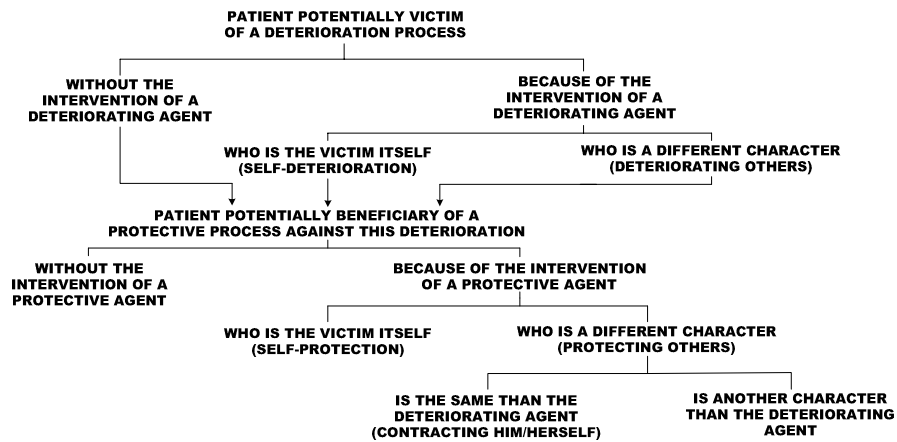 PATIENT POTENTIALLY VICTIM
OF A DETERIORATION PROCESS
WITHOUT THE
INTERVENTION OF A
DETERIORATING AGENT
BECAUSE OF THE
INTERVENTION OF A
DETERIORATING AGENT
WHO IS THE VICTIM ITSELF
(SELF-DETERIORATION)
WHO IS A DIFFERENT CHARACTER
(DETERIORATING OTHERS)
PATIENT POTENTIALLY BENEFICIARY OF A
PROTECTIVE PROCESS AGAINST THIS DETERIORATION
WITHOUT THE
INTERVENTION OF A
PROTECTIVE AGENT
BECAUSE OF THE INTERVENTION
OF A PROTECTIVE AGENT
WHO IS THE VICTIM ITSELF
(SELF-PROTECTION)
WHO IS A DIFFERENT CHARACTER
(PROTECTING OTHERS)
IS THE SAME THAN THE
DETERIORATING AGENT
(CONTRACTING HIM/HERSELF)
IS ANOTHER CHARACTER
THAN THE DETERIORATING
AGENT